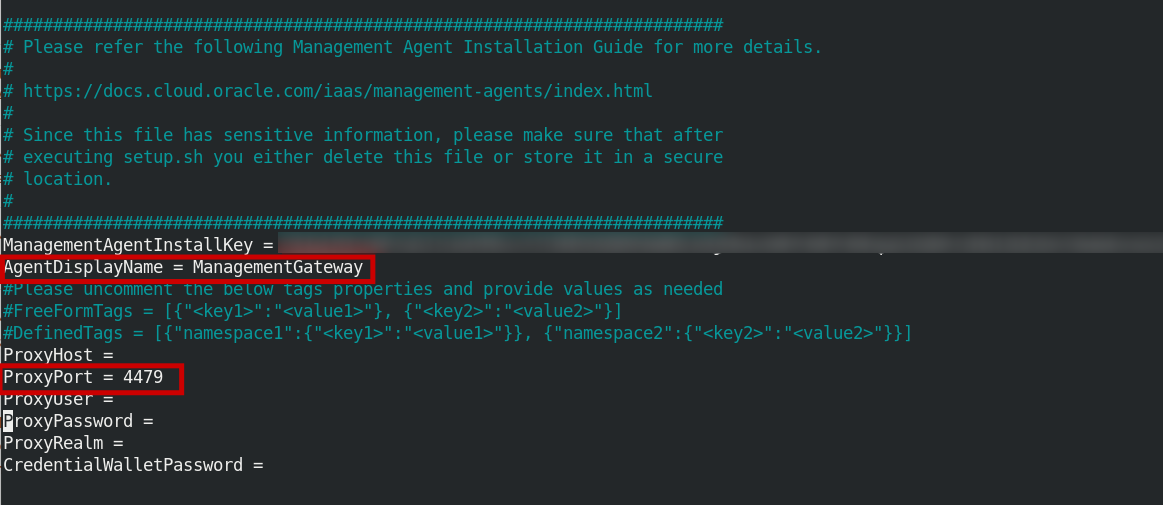 ########################################################################
# Please refer the following Management Agent Installation Guide for more details.
#
# https://docs.cloud.oracle.com/iaas/management-agents/index.html
#
# Since this file has sensitive information, please make sure that after
# executing setup.sh you either delete this file or store it in a secure
# location.
#
########################################################################
ManagementAgentInstallKey =
AgentDisplayName = ManagementGateway
#Please uncomment the below tags properties and provide values as needed
#FreeFormTags = [{"<key1>":"<value1>"}, {"<key2>":"<value2>"}]
#DefinedTags = [{"namespace1":{"<key1>":"<value1>"}}, {"namespace2":{"<key2>":"<value2>"}}]
ProxyHost =
ProxyPort = 4479
ProxyUser =
ProxyPassword =
ProxyRealm =
CredentialWalletPassword =